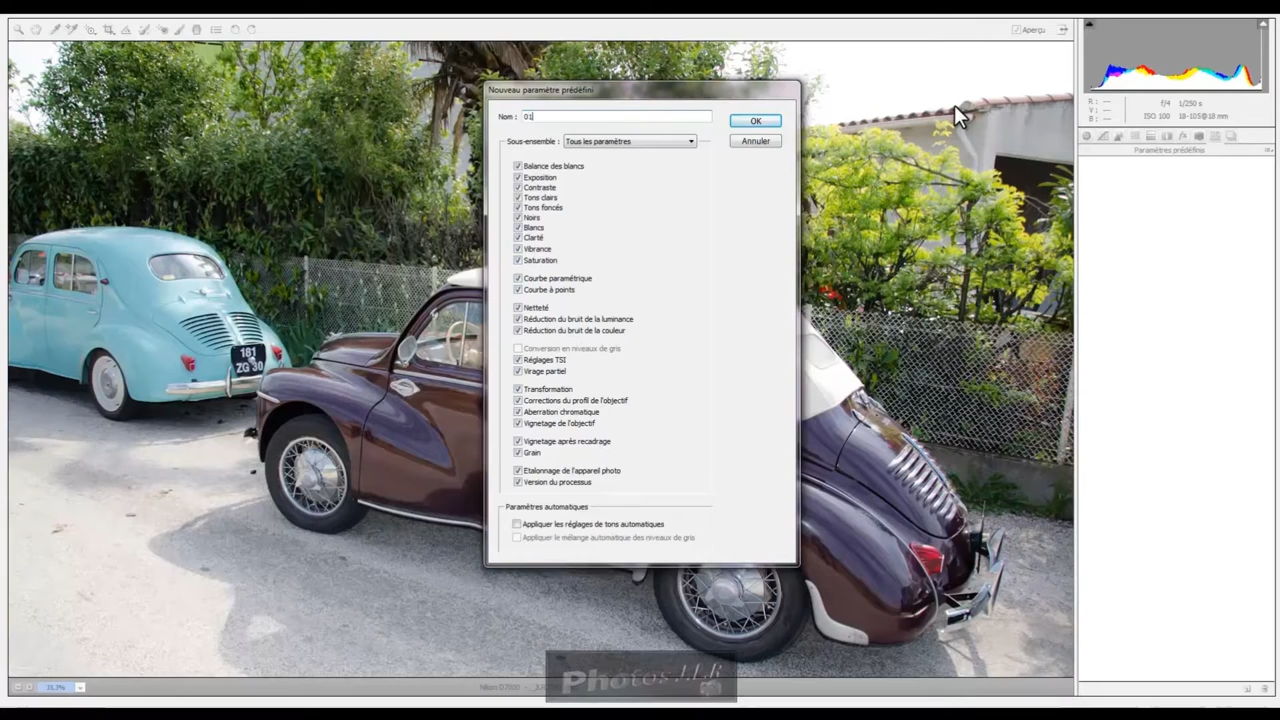 Aperçu
Nouveau paramètre prédéfini
Nom : 01
OK
Sous-ensemble : Tous les paramètres
Annuler
Balance des blancs
Exposition
Contraste
Tons clairs
Tons foncés
Noirs
Blancs
Clarté
Vibrance
Saturation
Courbe paramétrique
Courbe à points
Netteté
Réduction du bruit de la luminance
Réduction du bruit de la couleur
Conversion en niveaux de gris
Réglages TSI
Virage partiel
Transformation
Corrections du profil de l'objectif
Aberration chromatique
Vignetage de l'objectif
Vignetage après recadrage
Grain
Etalonnage de l'appareil photo
Version du processus
Paramètres automatiques
Appliquer les réglages de tons automatiques
Appliquer le mélange automatique des niveaux de gris
R : ---
V : ---
B : ---
f/4 1/250 s
ISO 100 18-105@18 mm
Paramètres prédéfinis
181
ZG 30
33.3%
Nikon D7000
Photos J.L.R